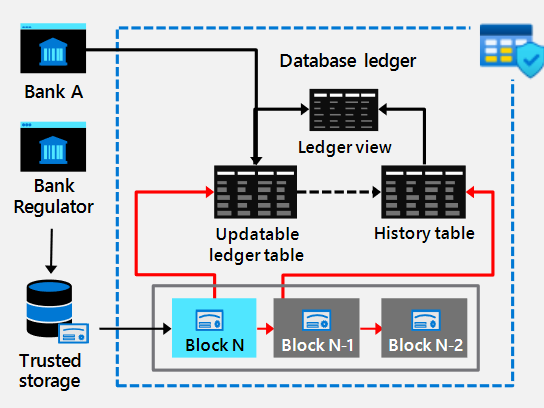 Database ledger
Bank A
Ledger view
Bank
Regulator
Updatable
ledger table
History table
Block N
Block N-1
Block N-2
Trusted
storage